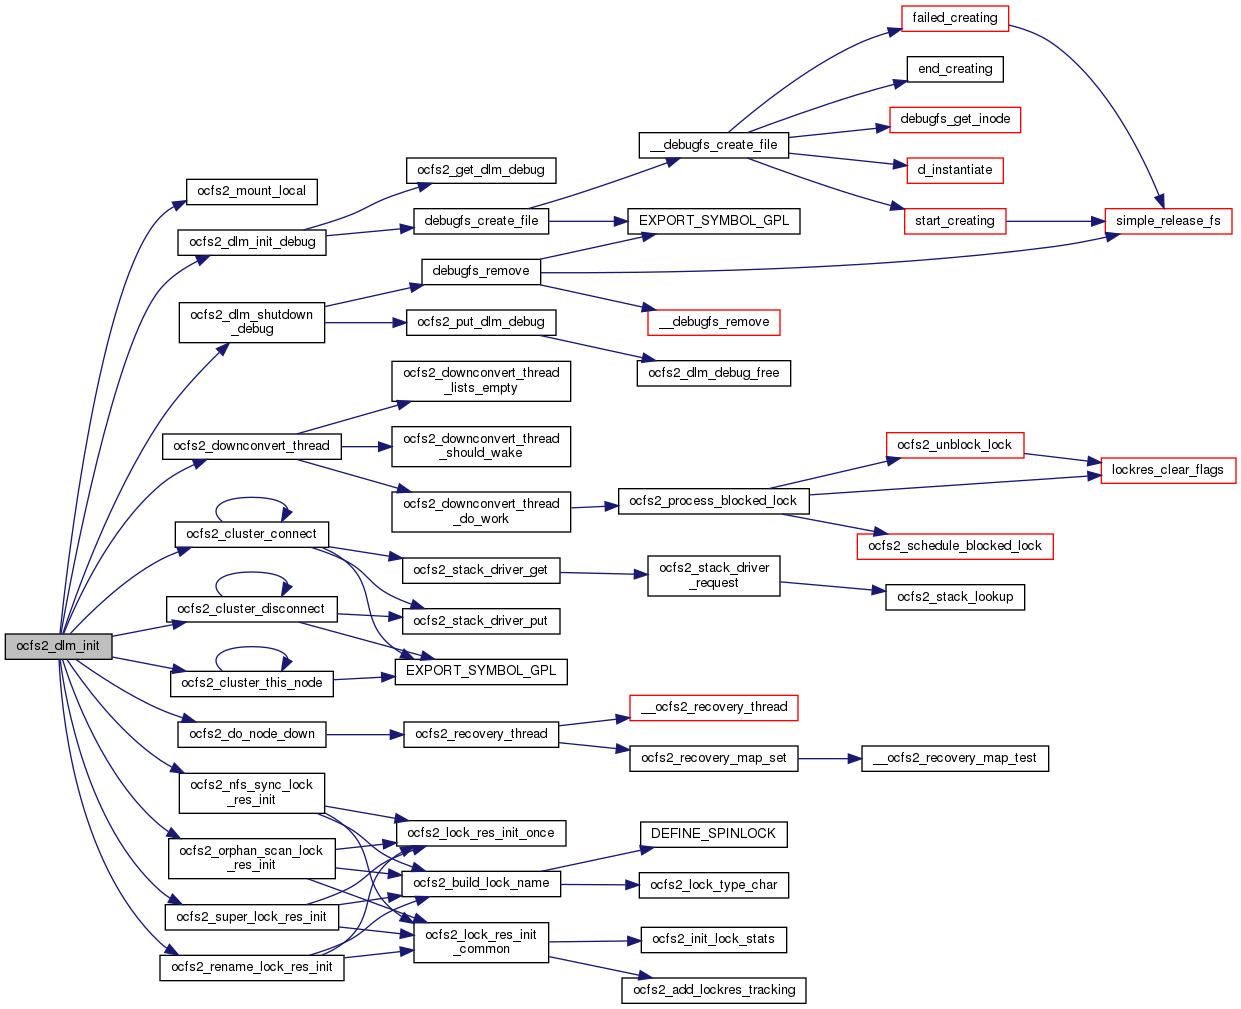 failed_creating
end_creating
debugfs_get_inode
__debugfs_create_file
ocfs2_get_dlm_debug
d_instantiate
ocfs2_mount_local
debugfs_create_file
EXPORT_SYMBOL_GPL
start_creating
simple_release_fs
ocfs2_dlm_init_debug
debugfs_remove
ocfs2_dlm_shutdown
_debug
ocfs2_put_dlm_debug
__debugfs_remove
ocfs2_dlm_debug_free
ocfs2_downconvert_thread
_lists_empty
ocfs2_downconvert_thread
ocfs2_downconvert_thread
_should_wake
ocfs2_unblock_lock
lockres_clear_flags
ocfs2_downconvert_thread
_do_work
ocfs2_process_blocked_lock
ocfs2_cluster_connect
ocfs2_schedule_blocked_lock
ocfs2_stack_driver_get
ocfs2_stack_driver
_request
ocfs2_stack_lookup
ocfs2_cluster_disconnect
ocfs2_stack_driver_put
ocfs2_dlm_init
EXPORT_SYMBOL_GPL
ocfs2_cluster_this_node
__ocfs2_recovery_thread
ocfs2_do_node_down
ocfs2_recovery_thread
ocfs2_recovery_map_set
__ocfs2_recovery_map_test
ocfs2_nfs_sync_lock
_res_init
ocfs2_lock_res_init_once
DEFINE_SPINLOCK
ocfs2_orphan_scan_lock
_res_init
ocfs2_build_lock_name
ocfs2_lock_type_char
ocfs2_super_lock_res_init
ocfs2_lock_res_init
_common
ocfs2_init_lock_stats
ocfs2_rename_lock_res_init
ocfs2_add_lockres_tracking